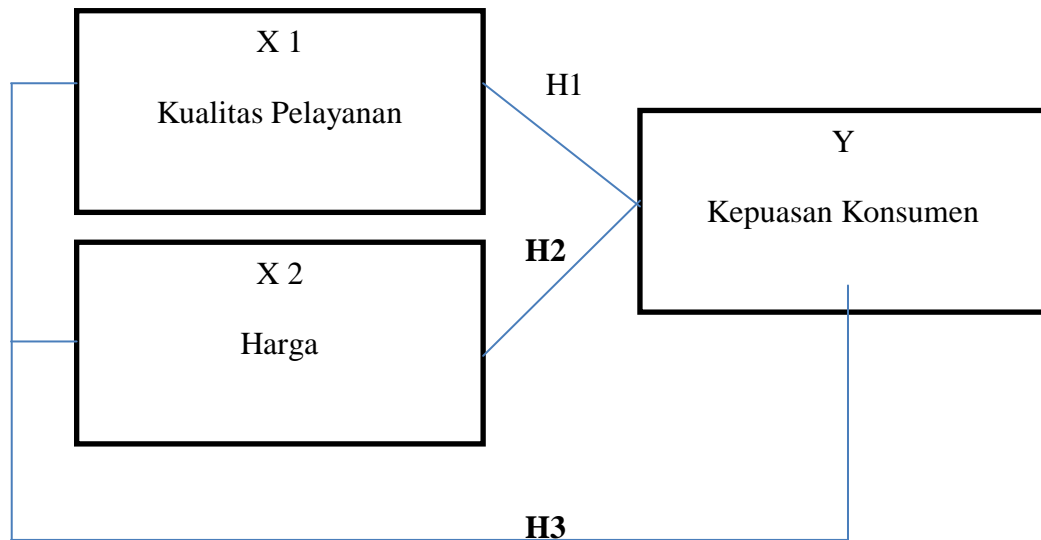 X 1
Kualitas Pelayanan
H1
Y
Kepuasan Konsumen
H2
X 2
Harga
H3